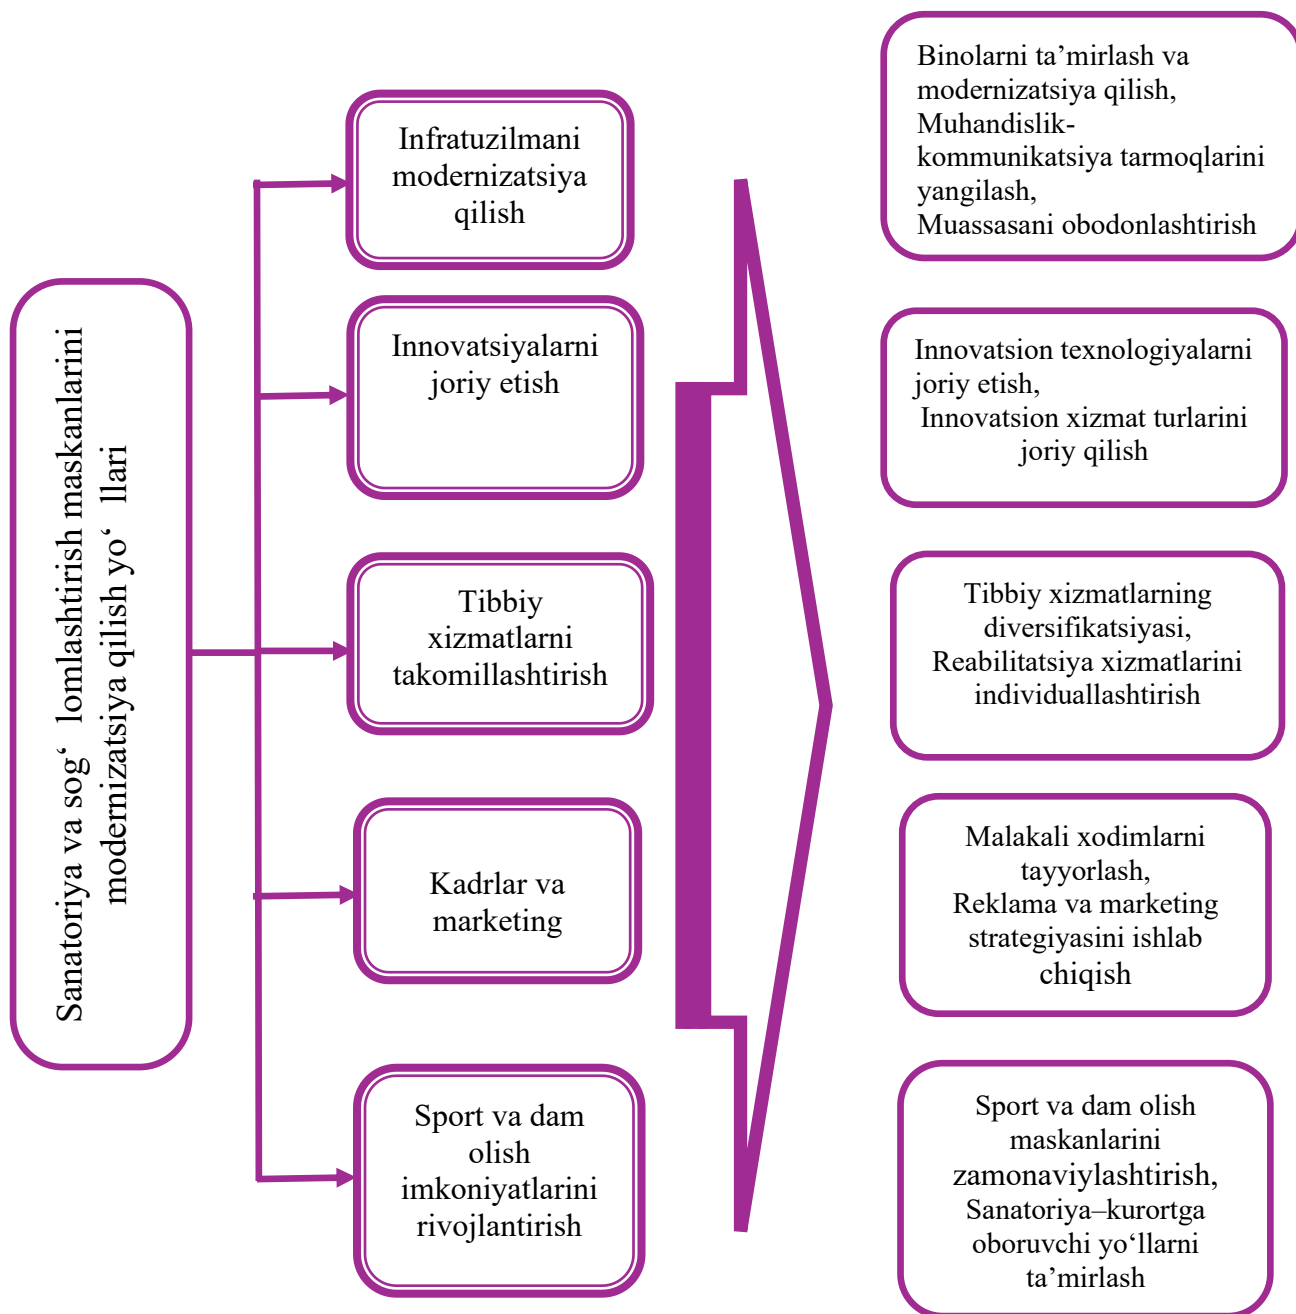 Sanatoriya va sog‘ lomlashtirish maskanlarini
modernizatsiya qilish yo‘ llari
Infratuzilmani
modernizatsiya
qilish
Innovatsiyalarni
joriy etish
Tibbiy
xizmatlarni
takomillashtirish
Kadrlar va
marketing
Sport va dam
olish
imkoniyatlarini
rivojlantirish
Binolarni ta’mirlash va
modernizatsiya qilish,
Muhandislik-
kommunikatsiya tarmoqlarini
yangilash,
Muassasani obodonlashtirish
Innovatsion texnologiyalarni
joriy etish,
Innovatsion xizmat turlarini
joriy qilish
Tibbiy xizmatlarning
diversifikatsiyasi,
Reabilitatsiya xizmatlarini
individuallashtirish
Malakali xodimlarni
tayyorlash,
Reklama va marketing
strategiyasini ishlab
chiqish
Sport va dam olish
maskanlarini
zamonaviylashtirish,
Sanatoriya–kurortga
oboruvchi yo‘llarni
ta’mirlash